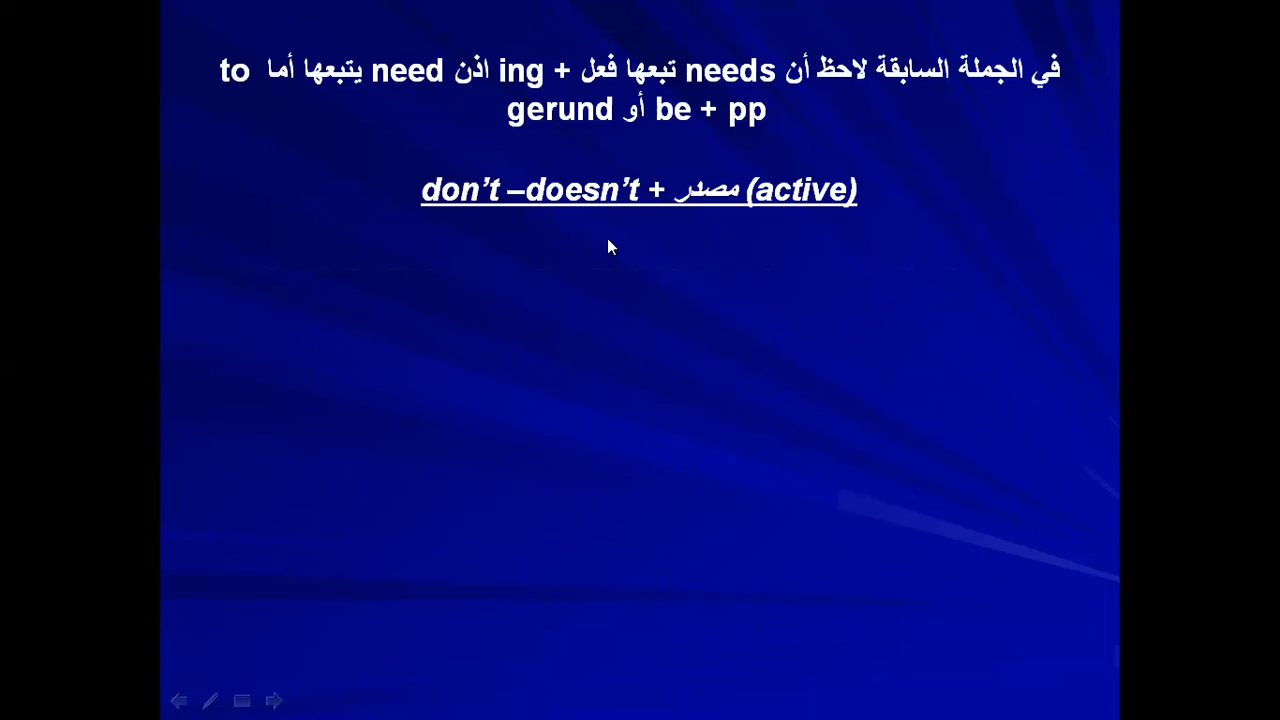 في الجملة السابقة لاحظ أن needs تبعها فعل + ing اذن need يتبعها أما to
be + pp أو gerund
don’t –doesn’t + مصدر (active)